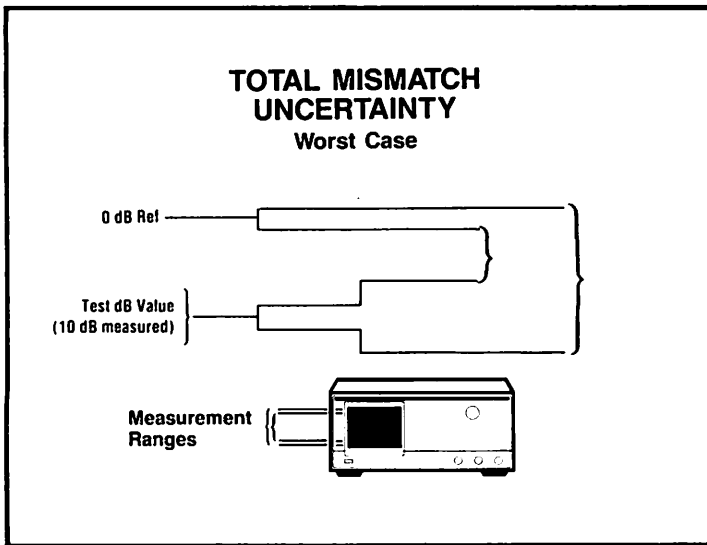 TOTAL MISMATCH
UNCERTAINTY
Worst Case
0 dB Ref
Test dB Value
(10 dB measured)
Measurement
Ranges